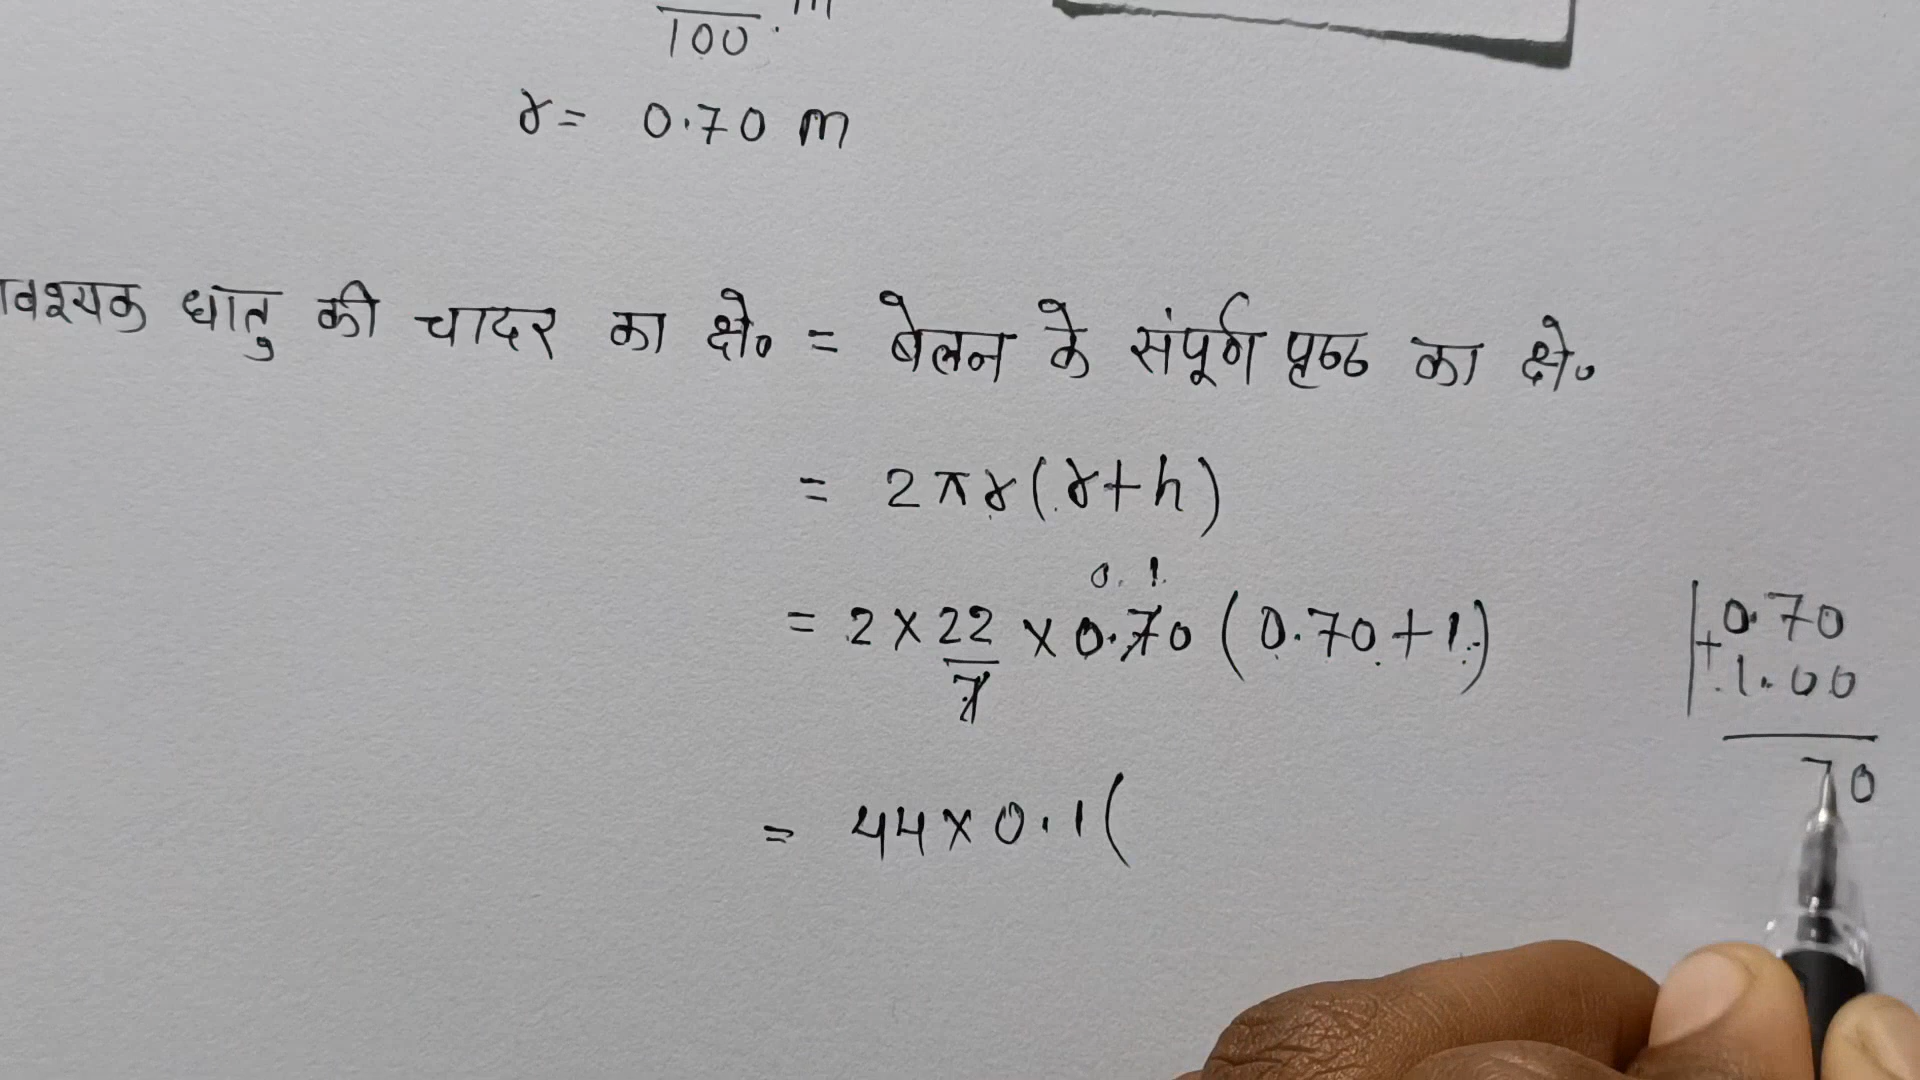 100 . m
r = 0.70 m
वश्यक धातु की चादर का क्षे० = बेलन के संपूर्ण पृष्ठ का क्षे०
= 2πr(r+h)
0.1
= 2 × 22/7 × 0.70 (0.70+1)
= 44 × 0.1(
0.70
+ 1.00
70